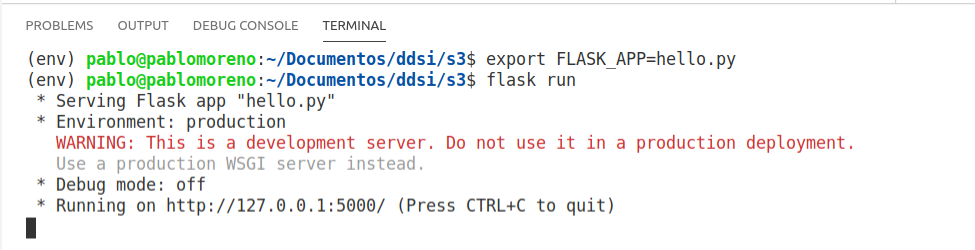 PROBLEMS OUTPUT DEBUG CONSOLE TERMINAL
(env) pablo@pablomoreno:~/Documentos/ddsi/s3$ export FLASK_APP=hello.py
(env) pablo@pablomoreno:~/Documentos/ddsi/s3$ flask run
* Serving Flask app "hello.py"
* Environment: production
WARNING: This is a development server. Do not use it in a production deployment.
Use a production WSGI server instead.
* Debug mode: off
* Running on http://127.0.0.1:5000/ (Press CTRL+C to quit)